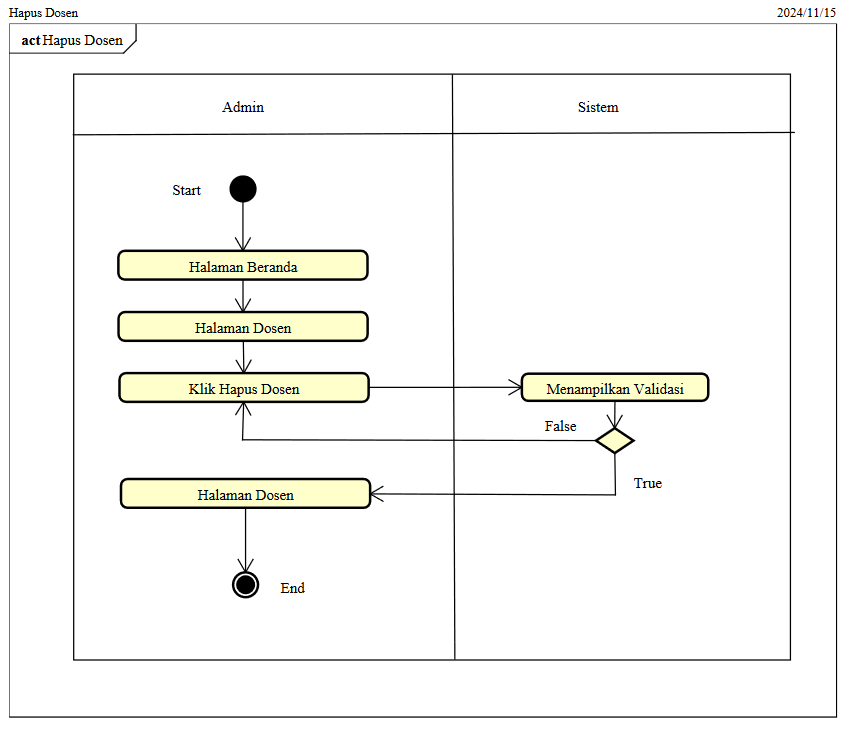 Hapus Dosen 2024/11/15
act Hapus Dosen
Admin Sistem
Start
Halaman Beranda
Halaman Dosen
Klik Hapus Dosen Menampilkan Validasi
False
True
Halaman Dosen
End